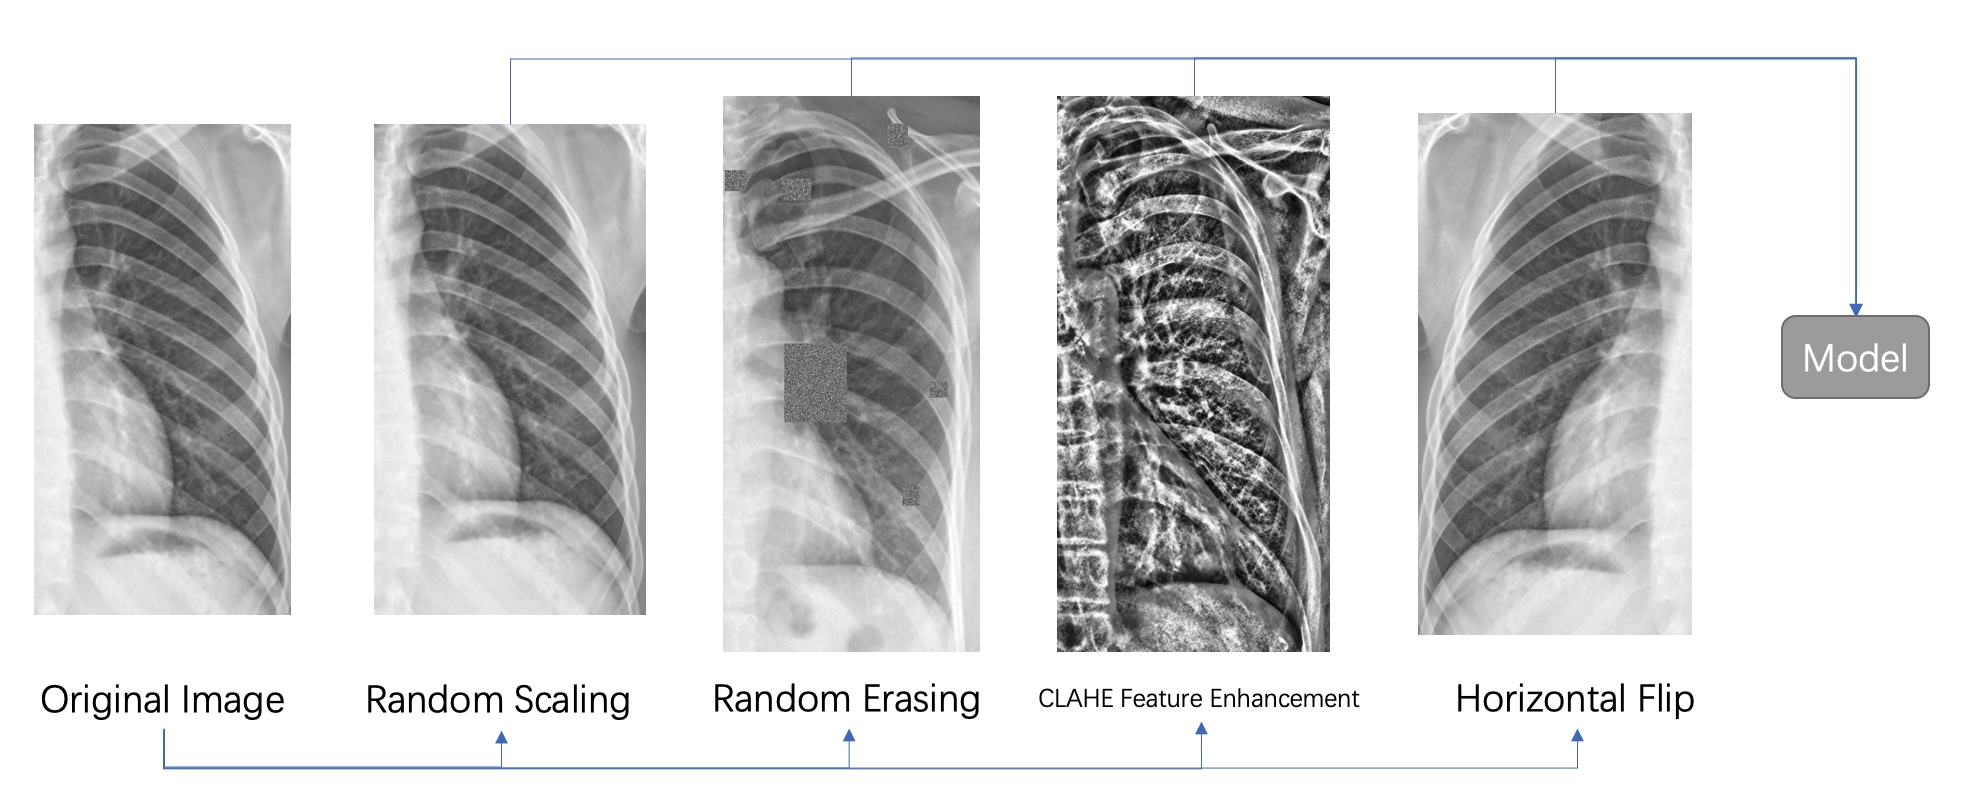 Model
Original Image
Random Scaling
Random Erasing
CLAHE Feature Enhancement
Horizontal Flip